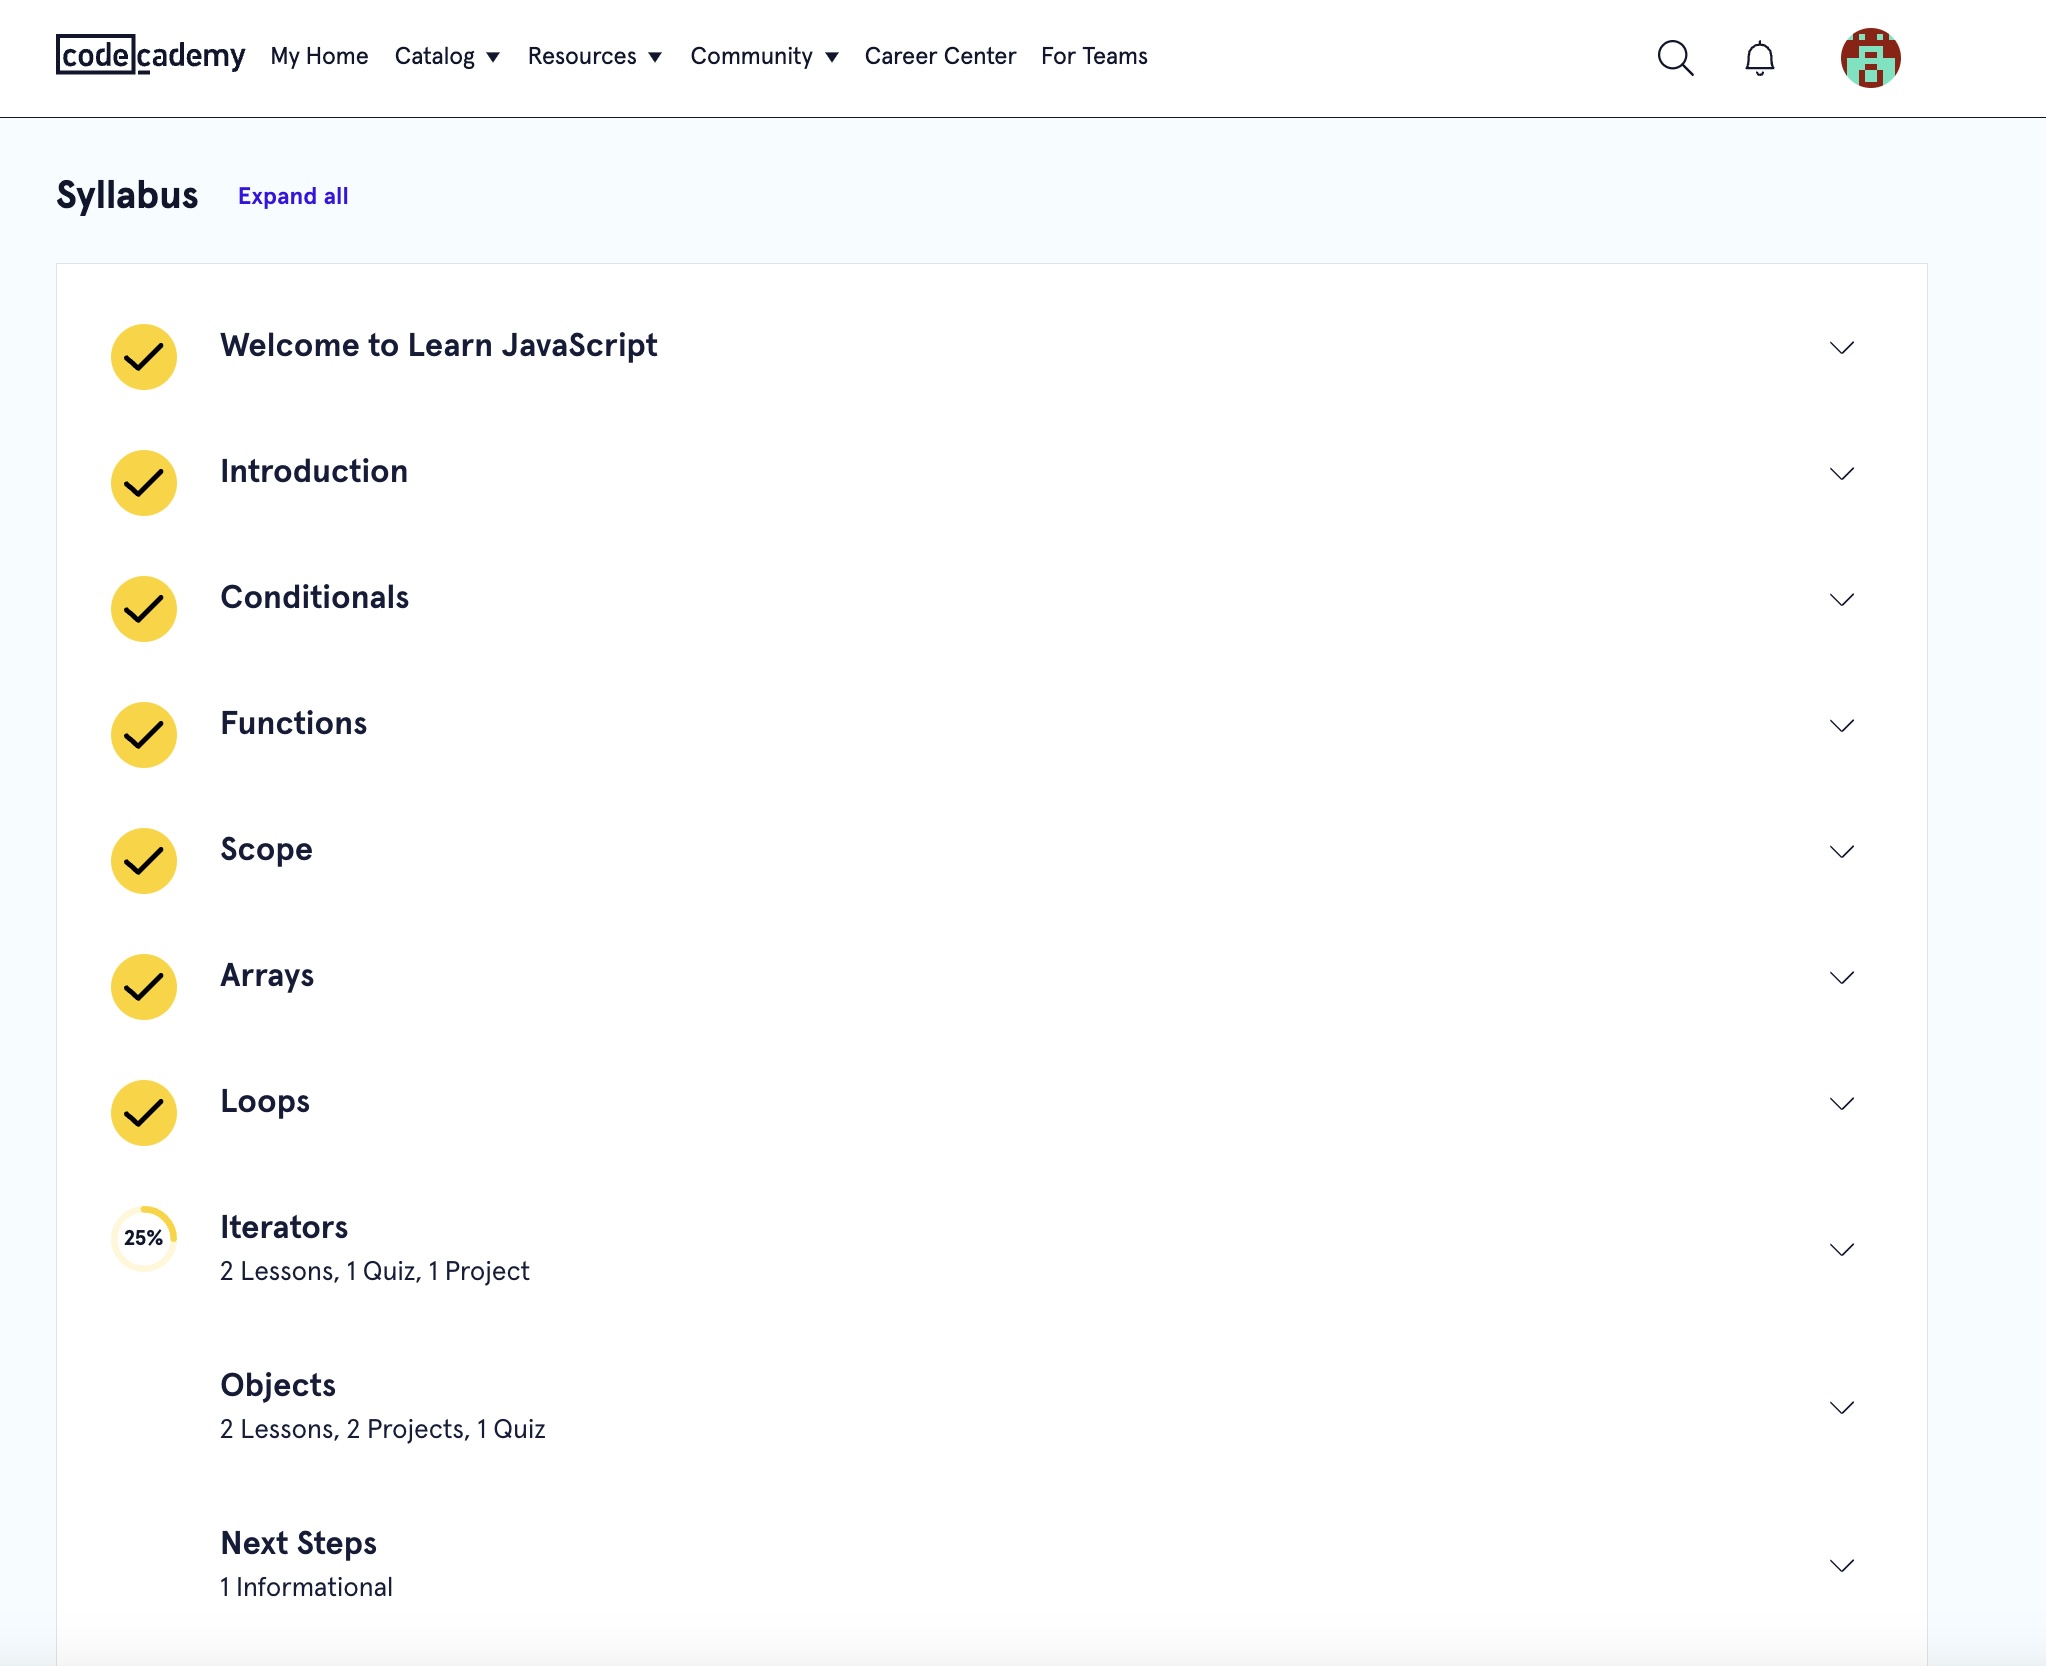 codecademy My Home Catalog Resources Community Career Center For Teams
Syllabus Expand all
Welcome to Learn JavaScript
Introduction
Conditionals
Functions
Scope
Arrays
Loops
25% Iterators
2 Lessons, 1 Quiz, 1 Project
Objects
2 Lessons, 2 Projects, 1 Quiz
Next Steps
1 Informational